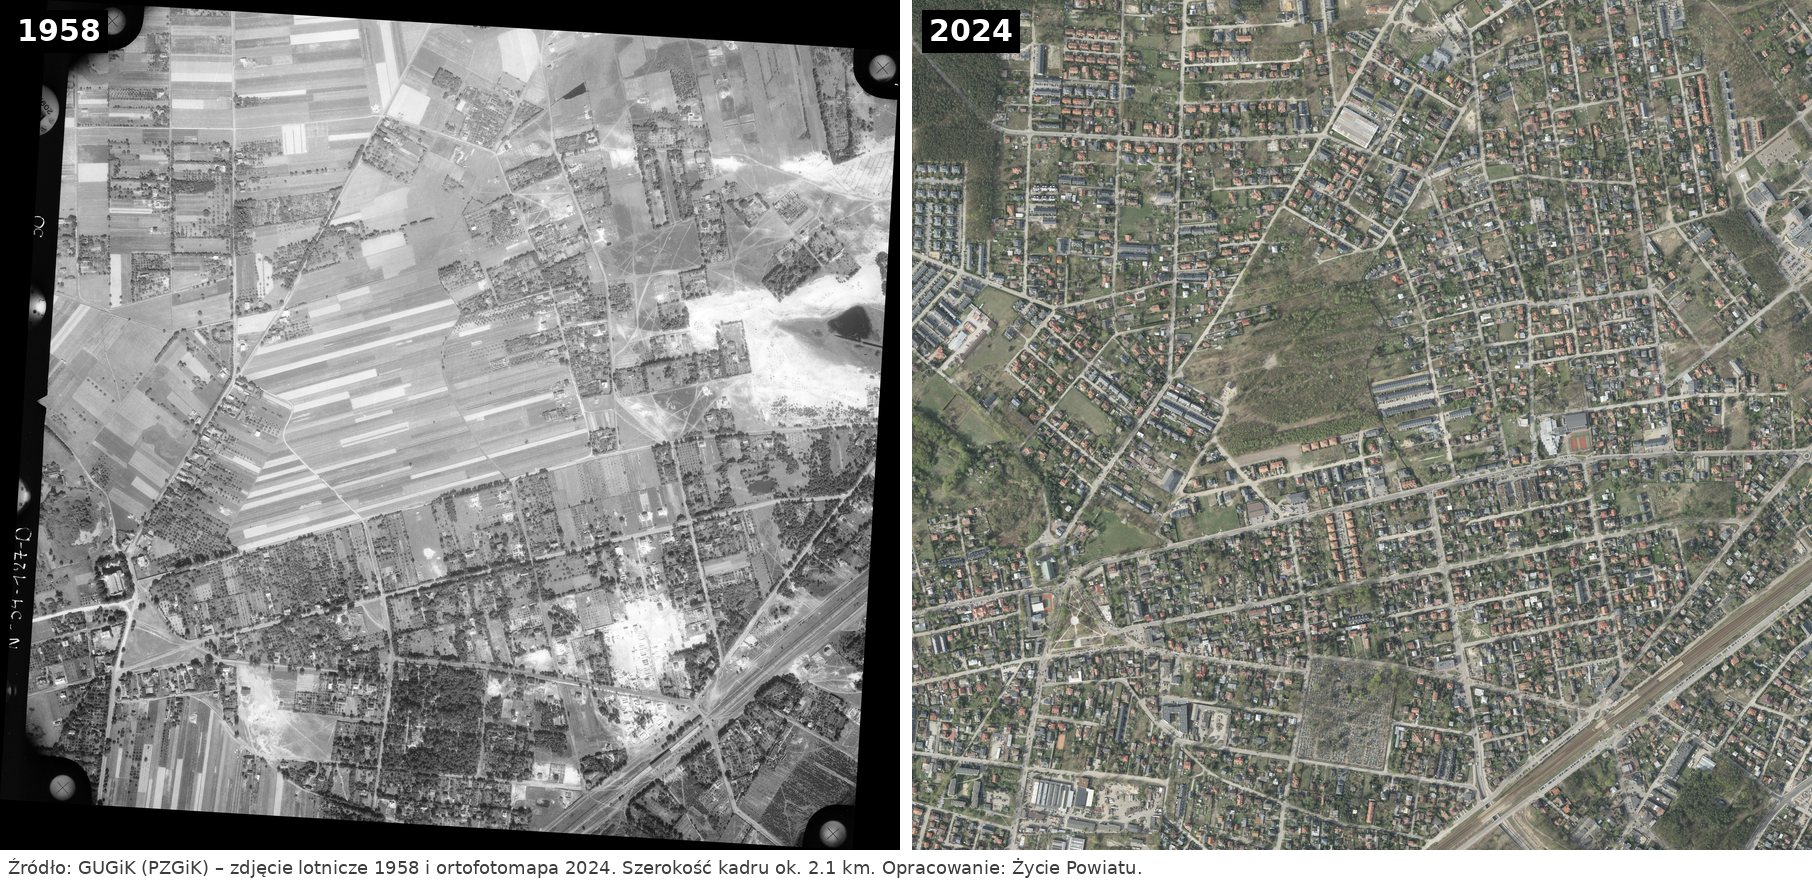 1958
2024
Źródło: GUGiK (PZGiK) – zdjęcie lotnicze 1958 i ortofotomapa 2024. Szerokość kadru ok. 2.1 km. Opracowanie: Życie Powiatu.